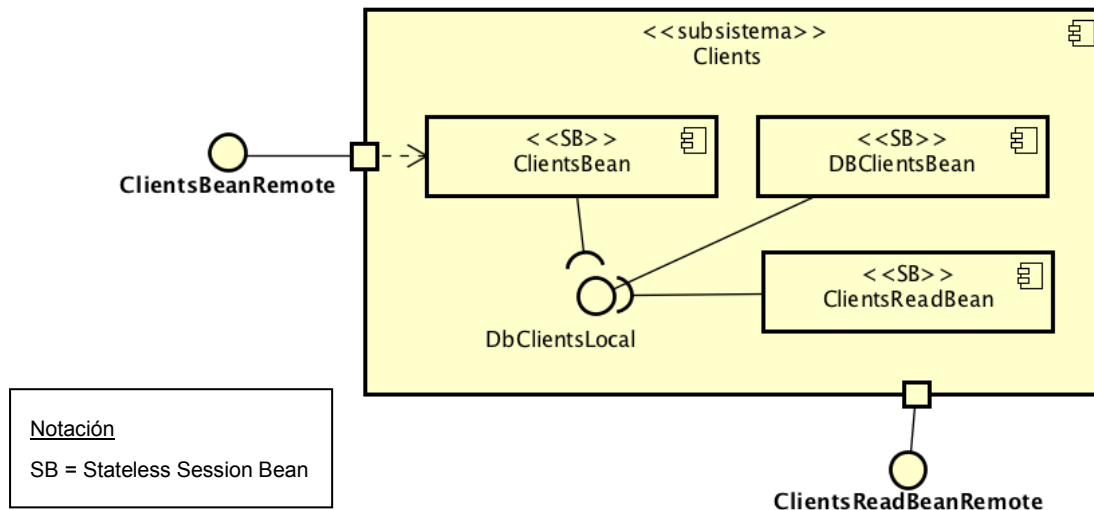 <<subsistema>>
Clients
<<SB>>
ClientsBean
<<SB>>
DBClientsBean
ClientsBeanRemote
<<SB>>
ClientsReadBean
DbClientsLocal
Notación
SB = Stateless Session Bean
ClientsReadBeanRemote